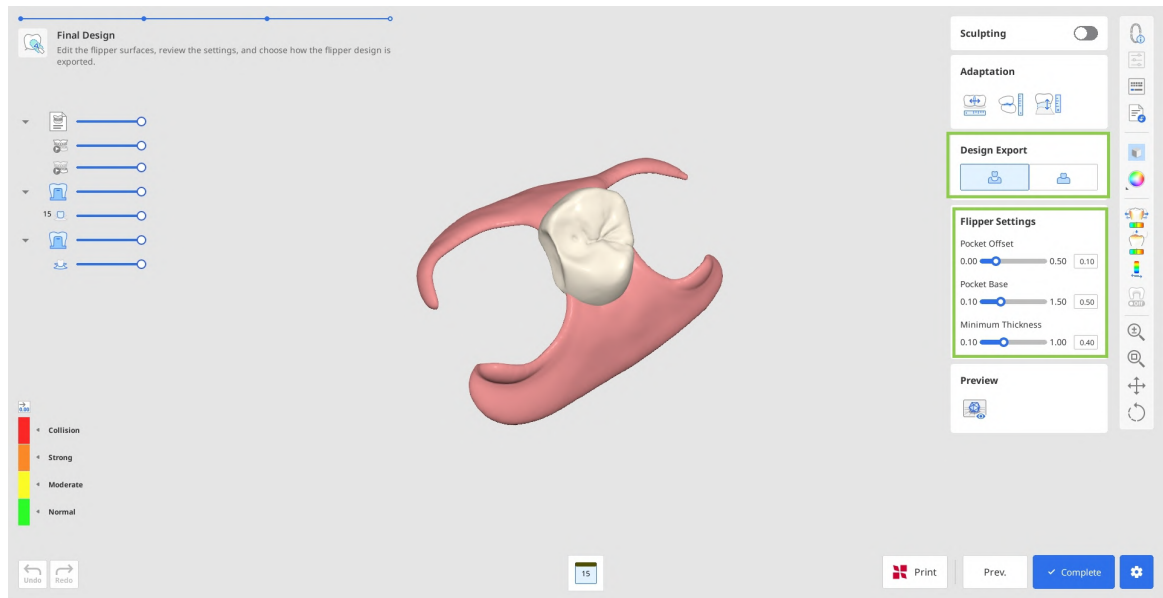 Final Design
Edit the flipper surfaces, review the settings, and choose how the flipper design is
exported.
15
0.00
Collision
Strong
Moderate
Normal
Undo
Redo
15
Sculpting
Adaptation
Design Export
Flipper Settings
Pocket Offset
0.00 0.50 0.10
Pocket Base
0.10 1.50 0.50
Minimum Thickness
0.10 1.00 0.40
Preview
Print
Prev.
Complete